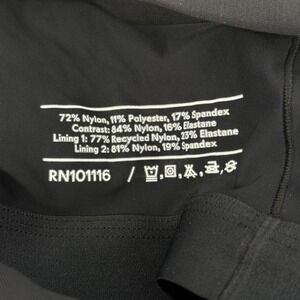 72% Nylon, 11% Polyester, 17% Spandex
Contrast: 84% Nylon, 16% Elastane
Lining 1: 77% Recycled Nylon, 23% Elastane
Lining 2: 81% Nylon, 19% Spandex
RN101116 /